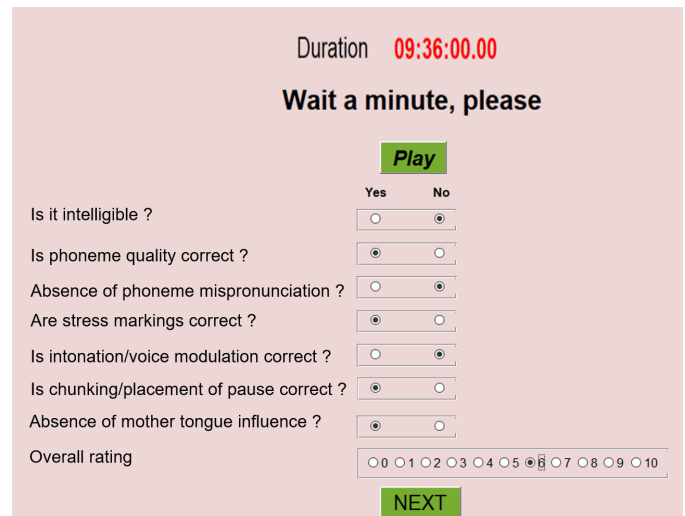 Duration 09:36:00.00
Wait a minute, please
Play
Yes No
Is it intelligible ?
Is phoneme quality correct ?
Absence of phoneme mispronunciation ?
Are stress markings correct ?
Is intonation/voice modulation correct ?
Is chunking/placement of pause correct ?
Absence of mother tongue influence ?
Overall rating 0 1 2 3 4 5 6 7 8 9 10
NEXT